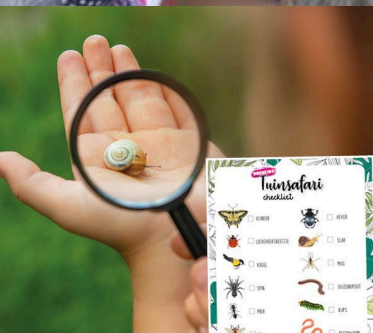 Tuinsafari
checklist
VLINDER
KEVER
LIEVEHEERSBEESTJE
SLAK
VOGEL
MUG
SPIN
DUIZENDPOOT
MIER
RUPS